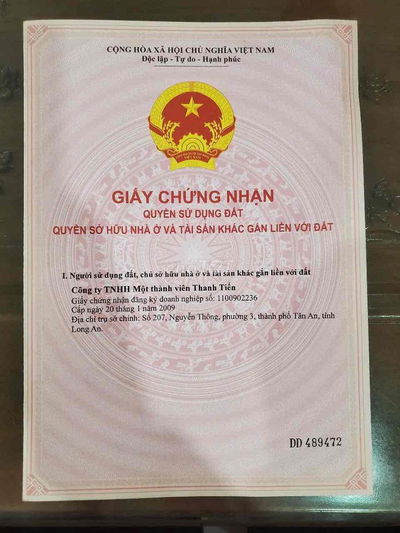 CỘNG HÒA XÃ HỘI CHỦ NGHĨA VIỆT NAM
Độc lập - Tự do - Hạnh phúc
GIẤY CHỨNG NHẬN
QUYỀN SỬ DỤNG ĐẤT
QUYỀN SỞ HỮU NHÀ Ở VÀ TÀI SẢN KHÁC GẮN LIỀN VỚI ĐẤT
I. Người sử dụng đất, chủ sở hữu nhà ở và tài sản khác gắn liền với đất
Công ty TNHH Một thành viên Thanh Tiến
Giấy chứng nhận đăng ký doanh nghiệp số: 1100902236
Cấp ngày 20 tháng 1 năm 2009
Địa chỉ trụ sở chính: Số 207, Nguyễn Thông, phường 3, thành phố Tân An, tỉnh
Long An.
DD 489472